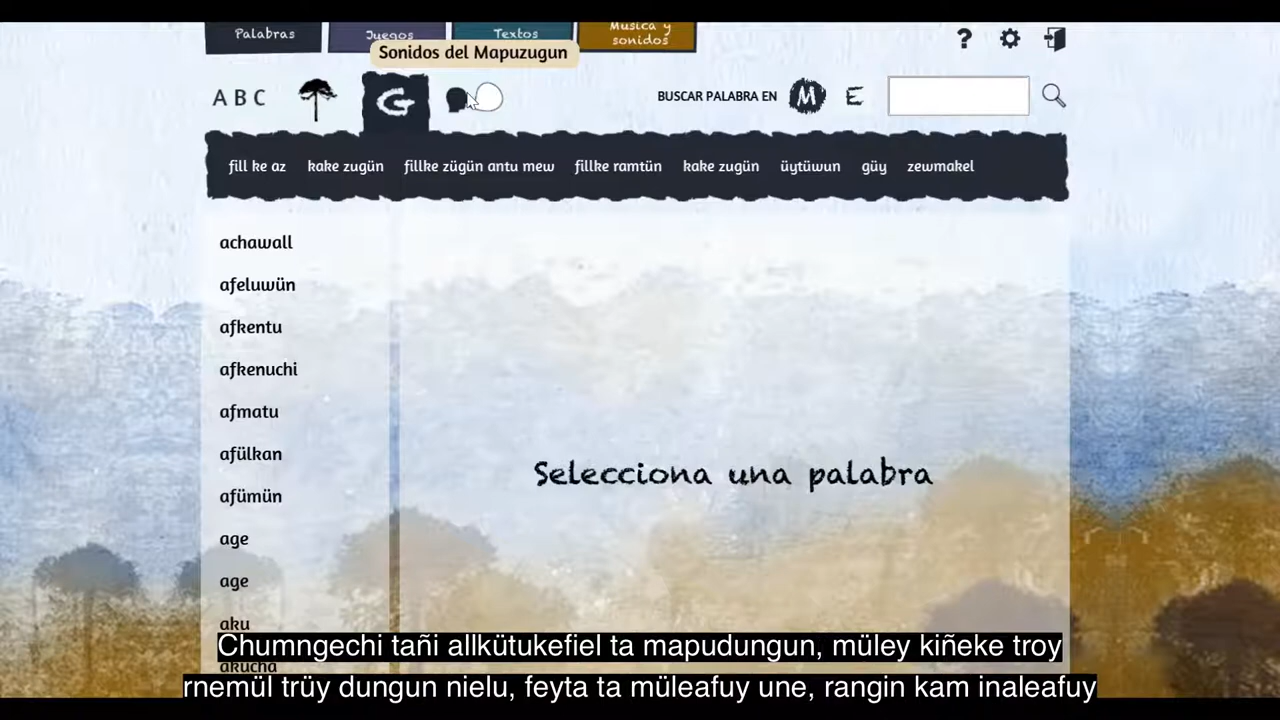 Palabras
Juegos
Textos
Música y
sonidos
Sonidos del Mapuzugun
A B C
G
BUSCAR PALABRA EN M E
fill ke az kake zugün fillke zügün antu mew fillke ramtün kake zugün üytüwun güy zewmakel
achawall
afeluwün
afkentu
afkenuchi
afmatu
afülkan
afümün
age
age
aku
akucha
Selecciona una palabra
Chumngechi tañi allkütukefiel ta mapudungun, müley kiñeke troy
rnemül trüy dungun nielu, feyta ta müleafuy une, rangin kam inaleafuy